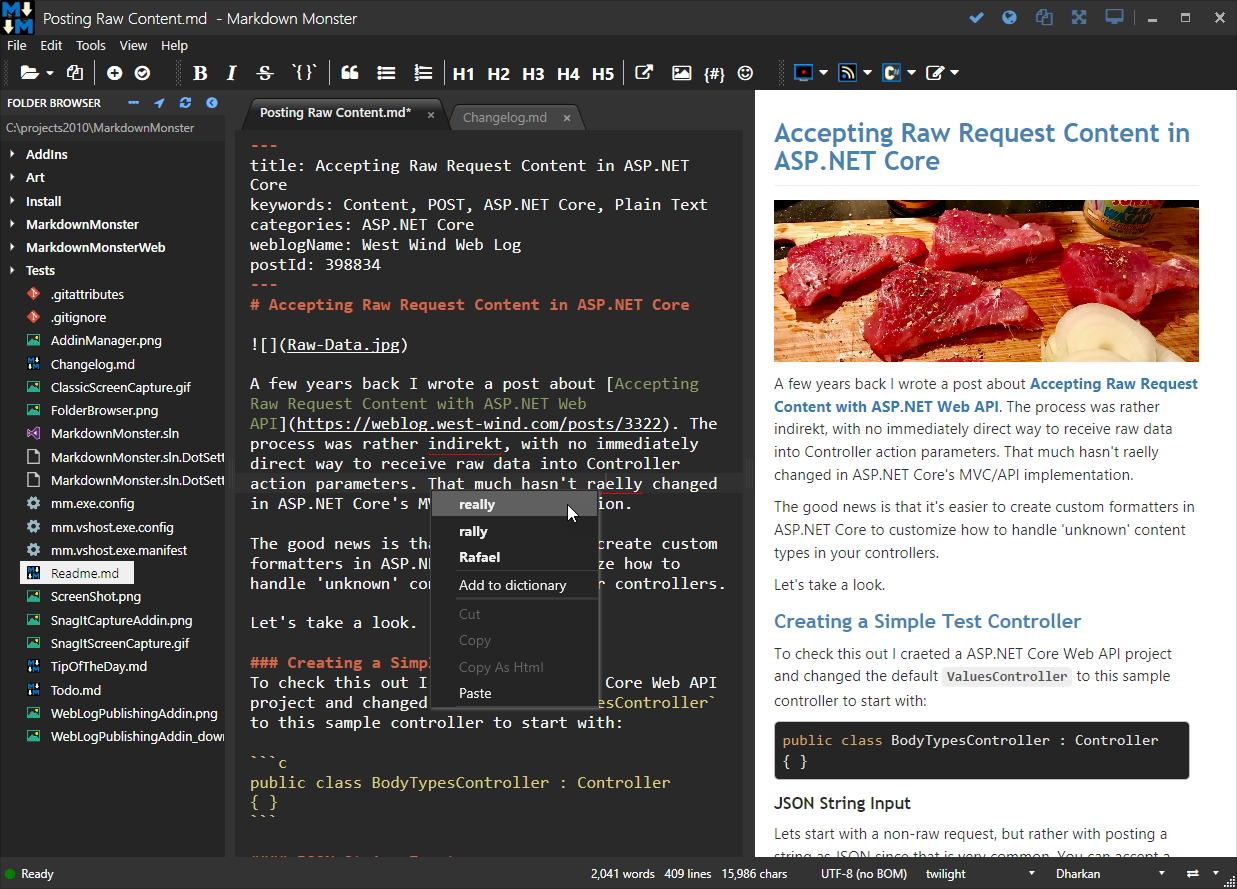 Posting Raw Content.md - Markdown Monster
File Edit Tools View Help
B I S `{}` H1 H2 H3 H4 H5 {#}
FOLDER BROWSER
C:\projects2010\MarkdownMonster
AddIns
Art
Install
MarkdownMonster
MarkdownMonsterWeb
Tests
.gitattributes
.gitignore
AddinManager.png
Changelog.md
ClassicScreenCapture.gif
FolderBrowser.png
MarkdownMonster.sln
MarkdownMonster.sln.DotSett
MarkdownMonster.sln.DotSett
mm.exe.config
mm.vshost.exe.config
mm.vshost.exe.manifest
Readme.md
ScreenShot.png
SnagItCaptureAddin.png
SnagItScreenCapture.gif
TipOfTheDay.md
Todo.md
WebLogPublishingAddin.png
WebLogPublishingAddin_down
Posting Raw Content.md* ×
Changelog.md ×
---
title: Accepting Raw Request Content in ASP.NET
Core
keywords: Content, POST, ASP.NET Core, Plain Text
categories: ASP.NET Core
weblogName: West Wind Web Log
postId: 398834
---
# Accepting Raw Request Content in ASP.NET Core
![](Raw-Data.jpg)
A few years back I wrote a post about [Accepting
Raw Request Content with ASP.NET Web
API](https://weblog.west-wind.com/posts/3322). The
process was rather indirekt, with no immediately
direct way to receive raw data into Controller
action parameters. That much hasn't raelly changed
in ASP.NET Core's MV ion.
The good news is tha create custom
formatters in ASP.NE ze how to
handle 'unknown' con r controllers.
Let's take a look.
### Creating a Simpl
To check this out I Core Web API
project and changed esController`
to this sample controller to start with:
```c
public class BodyTypesController : Controller
{ }
```
really
rally
Rafael
Add to dictionary
Cut
Copy
Copy As Html
Paste
Accepting Raw Request Content in
ASP.NET Core
A few years back I wrote a post about Accepting Raw Request
Content with ASP.NET Web API. The process was rather
indirekt, with no immediately direct way to receive raw data
into Controller action parameters. That much hasn't raelly
changed in ASP.NET Core's MVC/API implementation.
The good news is that it's easier to create custom formatters in
ASP.NET Core to customize how to handle 'unknown' content
types in your controllers.
Let's take a look.
Creating a Simple Test Controller
To check this out I craeted a ASP.NET Core Web API project
and changed the default ValuesController to this sample
controller to start with:
public class BodyTypesController : Controller
{ }
JSON String Input
Lets start with a non-raw request, but rather with posting a
string as JSON since that is very common. You can accept a
Ready 2,041 words 409 lines 15,986 chars UTF-8 (no BOM) twilight Dharkan